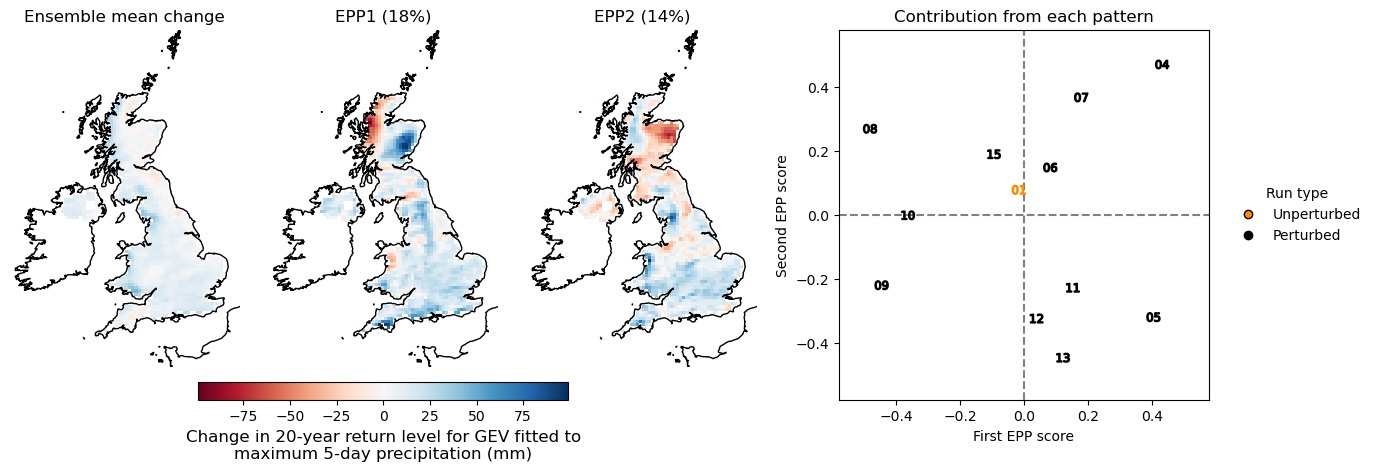 Ensemble mean change
EPP1 (18%)
EPP2 (14%)
Contribution from each pattern
−75 −50 −25 0 25 50 75
Change in 20-year return level for GEV fitted to
maximum 5-day precipitation (mm)
Second EPP score
0.4
0.2
0.0
−0.2
−0.4
04
07
08
15
06
01
10
09
11
12
05
13
−0.4 −0.2 0.0 0.2 0.4
First EPP score
Run type
Unperturbed
Perturbed